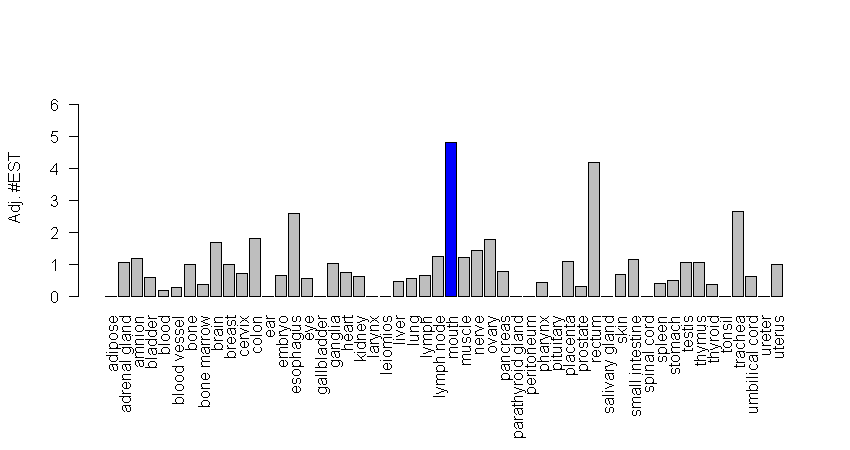 Adj. #EST
6
5
4
3
2
1
0
adipose
adrenal gland
amnion
bladder
blood
blood vessel
bone
bone marrow
brain
breast
cervix
colon
ear
embryo
esophagus
eye
gallbladder
ganglia
heart
kidney
larynx
leiomios
liver
lung
lymph
lymph node
mouth
muscle
nerve
ovary
pancreas
parathyroid gland
peritoneum
pharynx
pituitary
placenta
prostate
rectum
salivary gland
skin
small intestine
spinal cord
spleen
stomach
testis
thymus
thyroid
tonsil
trachea
umbilical cord
ureter
uterus